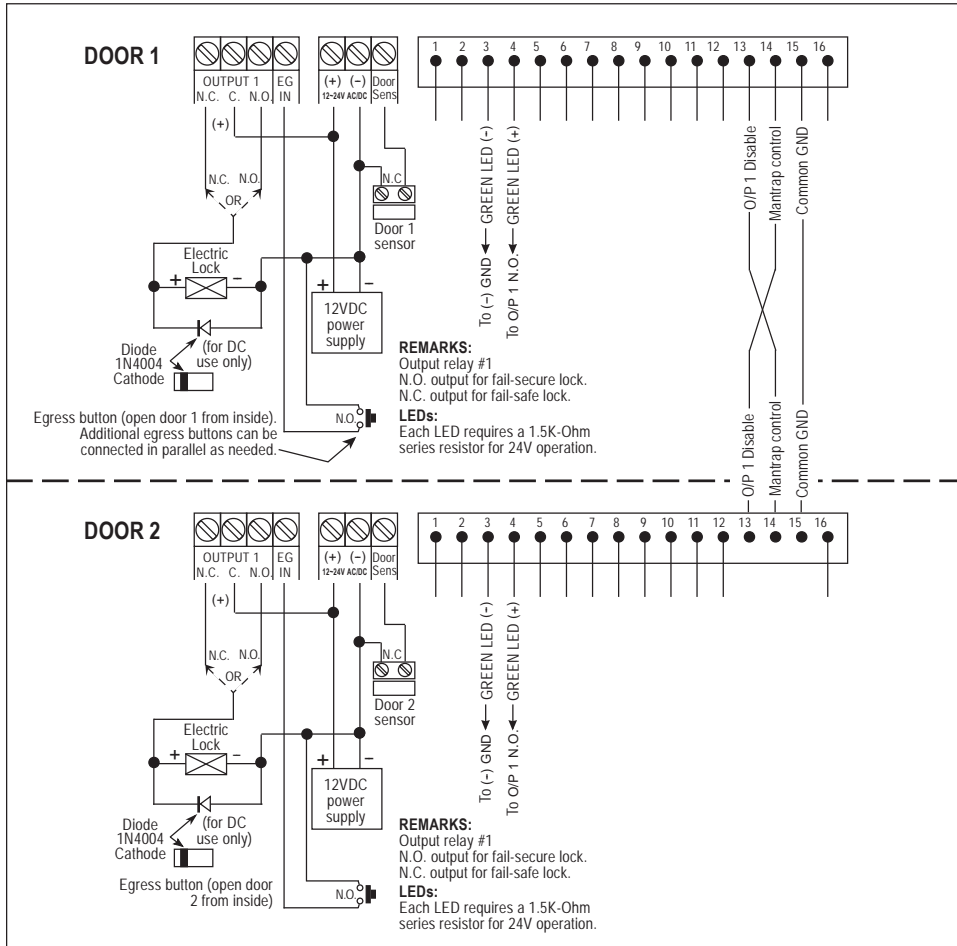 DOOR 1
OUTPUT 1
N.C. C. N.O.
EG
IN
(+) (-)
12~24V AC/DC
Door
Sens
1 2 3 4 5 6 7 8 9 10 11 12 13 14 15 16
(+)
N.C. N.O.
OR
N.C
Door 1
sensor
To (-) GND GREEN LED (-)
To O/P 1 N.O. GREEN LED (+)
O/P 1 Disable
Mantrap control
Common GND
Electric
Lock
+ -
+ -
12VDC
power
supply
Diode
1N4004
Cathode
(for DC
use only)
REMARKS:
Output relay #1
N.O. output for fail-secure lock.
N.C. output for fail-safe lock.
LEDs:
Each LED requires a 1.5K-Ohm
series resistor for 24V operation.
Egress button (open door 1 from inside).
Additional egress buttons can be
connected in parallel as needed.
N.O.
O/P 1 Disable
Mantrap control
Common GND
DOOR 2
OUTPUT 1
N.C. C. N.O.
EG
IN
(+) (-)
12~24V AC/DC
Door
Sens
1 2 3 4 5 6 7 8 9 10 11 12 13 14 15 16
(+)
N.C. N.O.
OR
N.C
Door 2
sensor
To (-) GND GREEN LED (-)
To O/P 1 N.O. GREEN LED (+)
Electric
Lock
+ -
+ -
12VDC
power
supply
Diode
1N4004
Cathode
(for DC
use only)
REMARKS:
Output relay #1
N.O. output for fail-secure lock.
N.C. output for fail-safe lock.
LEDs:
Each LED requires a 1.5K-Ohm
series resistor for 24V operation.
Egress button (open door
2 from inside)
N.O.